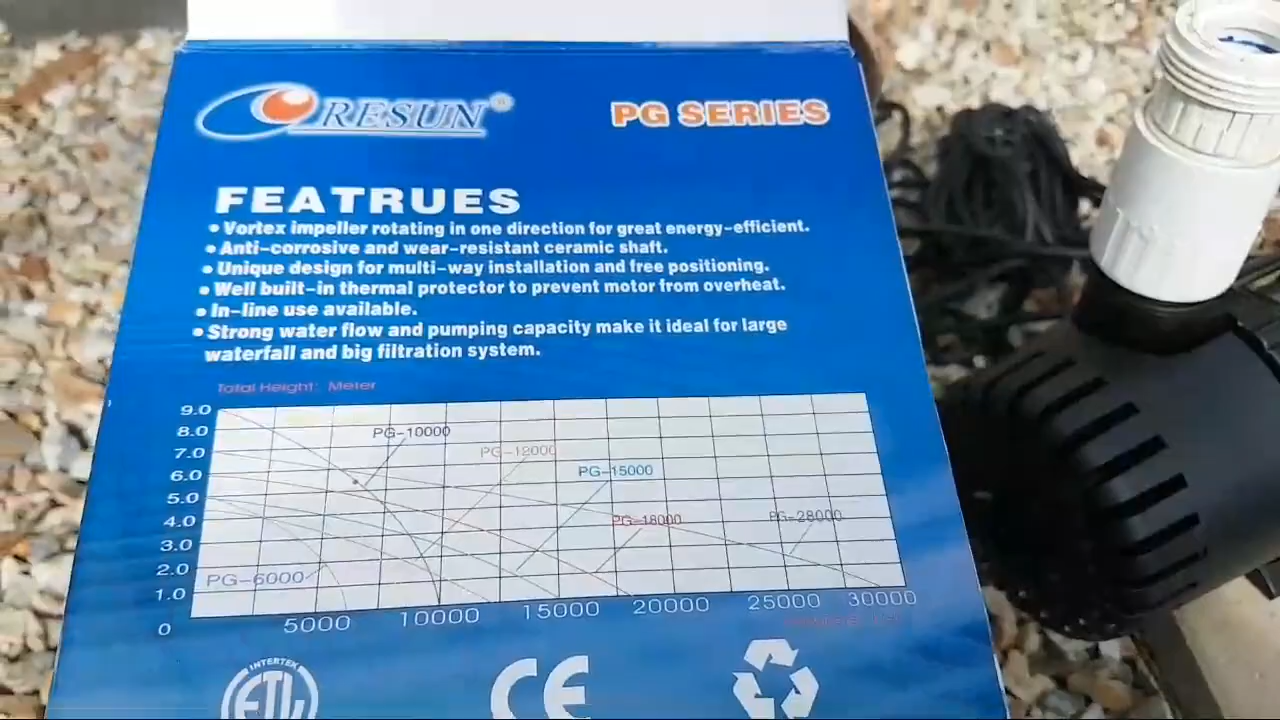 RESUN®
PG SERIES
FEATRUES
• Vortex impeller rotating in one direction for great energy-efficient.
• Anti-corrosive and wear-resistant ceramic shaft.
• Unique design for multi-way installation and free positioning.
• Well built-in thermal protector to prevent motor from overheat.
• In-line use available.
• Strong water flow and pumping capacity make it ideal for large
waterfall and big filtration system.
Total Height: Meter
9.0
8.0
7.0
6.0
5.0
4.0
3.0
2.0
1.0
0
PG-10000
PG-12000
PG-15000
PG-18000
PG-28000
PG-6000
5000
10000
15000
20000
25000
30000
INTERTEK
ETL
CE